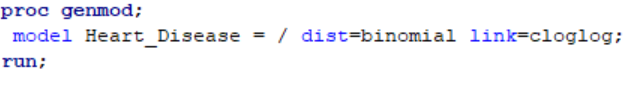 proc genmod;
model Heart_Disease = / dist=binomial link=cloglog;
run;